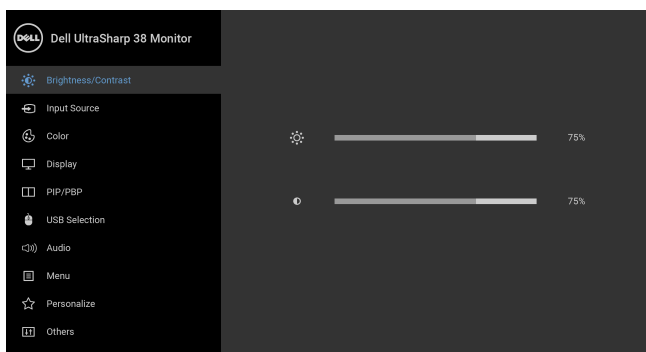 DELL Dell UltraSharp 38 Monitor
Brightness/Contrast
Input Source
Color
75%
Display
PIP/PBP
75%
USB Selection
Audio
Menu
Personalize
Others